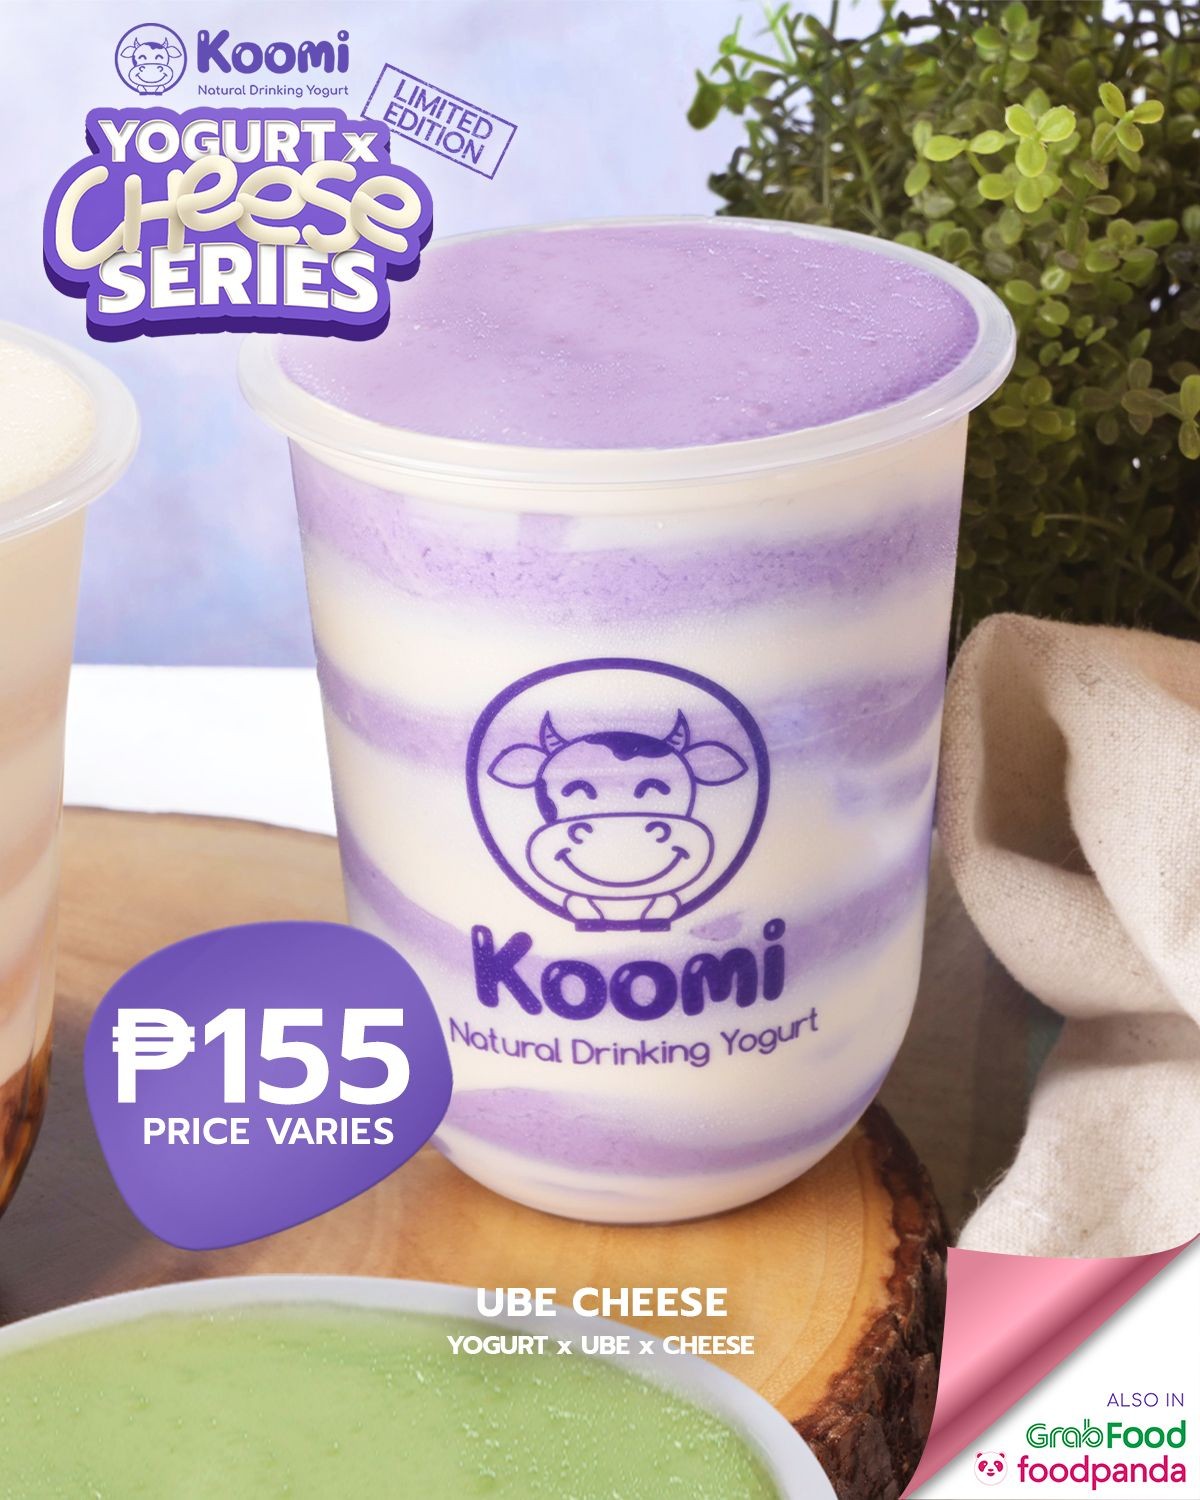 Koomi
Natural Drinking Yogurt
LIMITED
EDITION
YOGURT x
CHeeSe
SERIES
Koomi
Natural Drinking Yogurt
₱155
PRICE VARIES
UBE CHEESE
YOGURT x UBE x CHEESE
ALSO IN
GrabFood
foodpanda